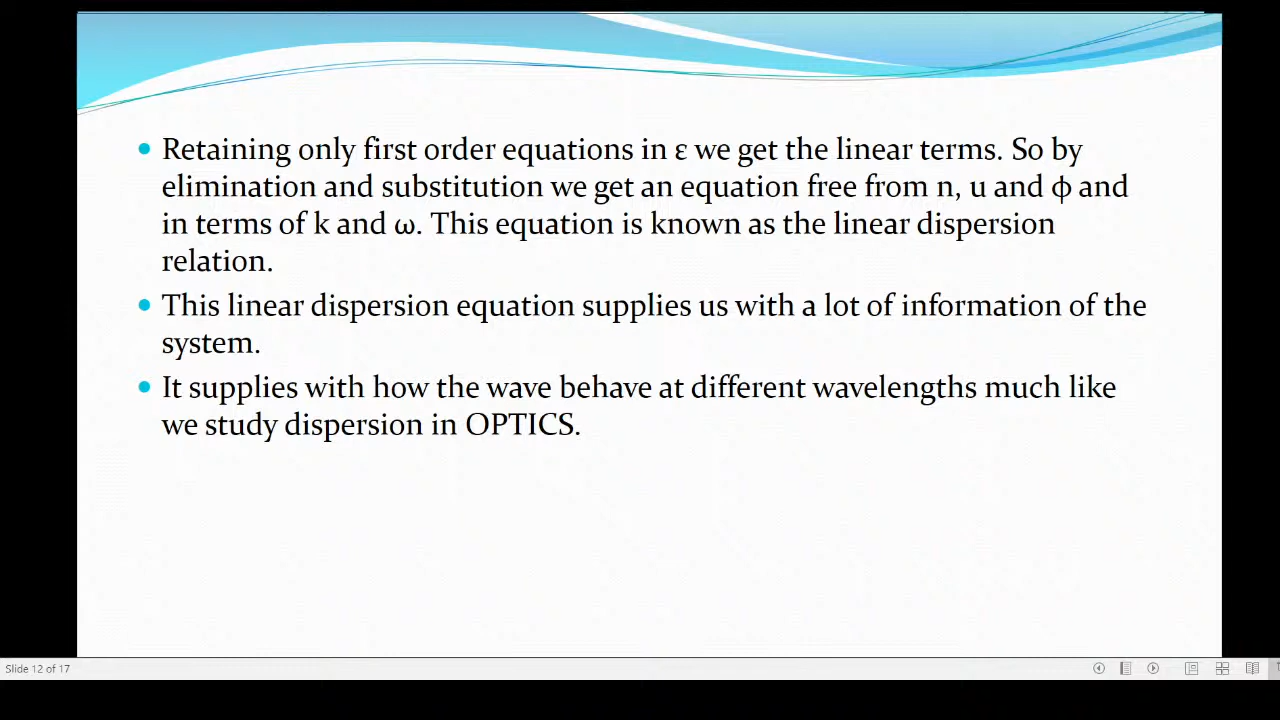 Retaining only first order equations in ε we get the linear terms. So by
elimination and substitution we get an equation free from n, u and ϕ and
in terms of k and ω. This equation is known as the linear dispersion
relation.
This linear dispersion equation supplies us with a lot of information of the
system.
It supplies with how the wave behave at different wavelengths much like
we study dispersion in OPTICS.
Slide 12 of 17